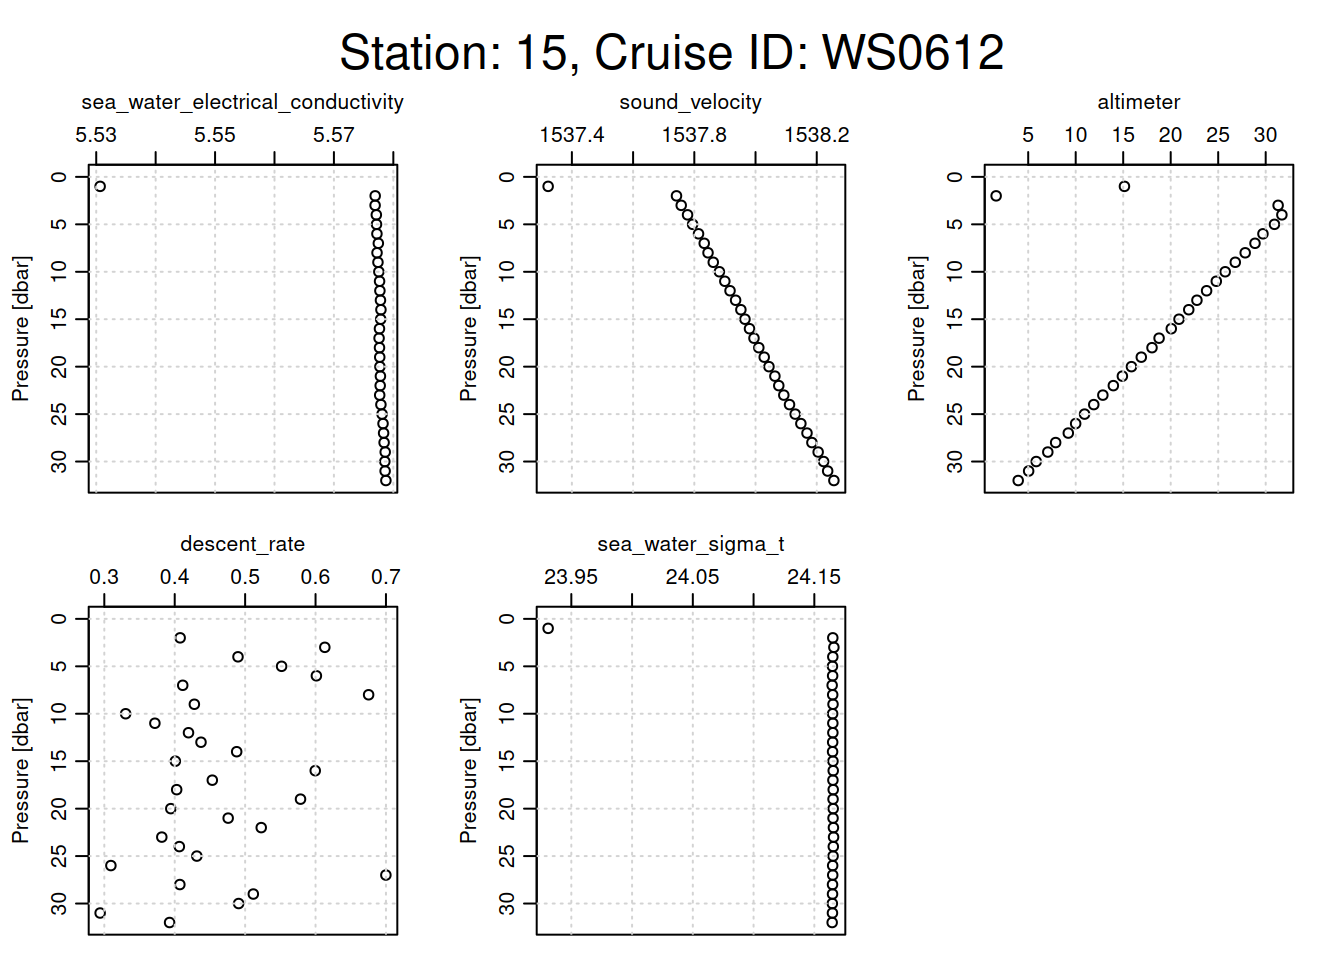 Station: 15, Cruise ID: WS0612
sea_water_electrical_conductivity
5.53 5.55 5.57
0 5 10 15 20 25 30
Pressure [dbar]
sound_velocity
1537.4 1537.8 1538.2
0 5 10 15 20 25 30
Pressure [dbar]
altimeter
5 10 15 20 25 30
0 5 10 15 20 25 30
Pressure [dbar]
descent_rate
0.3 0.4 0.5 0.6 0.7
0 5 10 15 20 25 30
Pressure [dbar]
sea_water_sigma_t
23.95 24.05 24.15
0 5 10 15 20 25 30
Pressure [dbar]